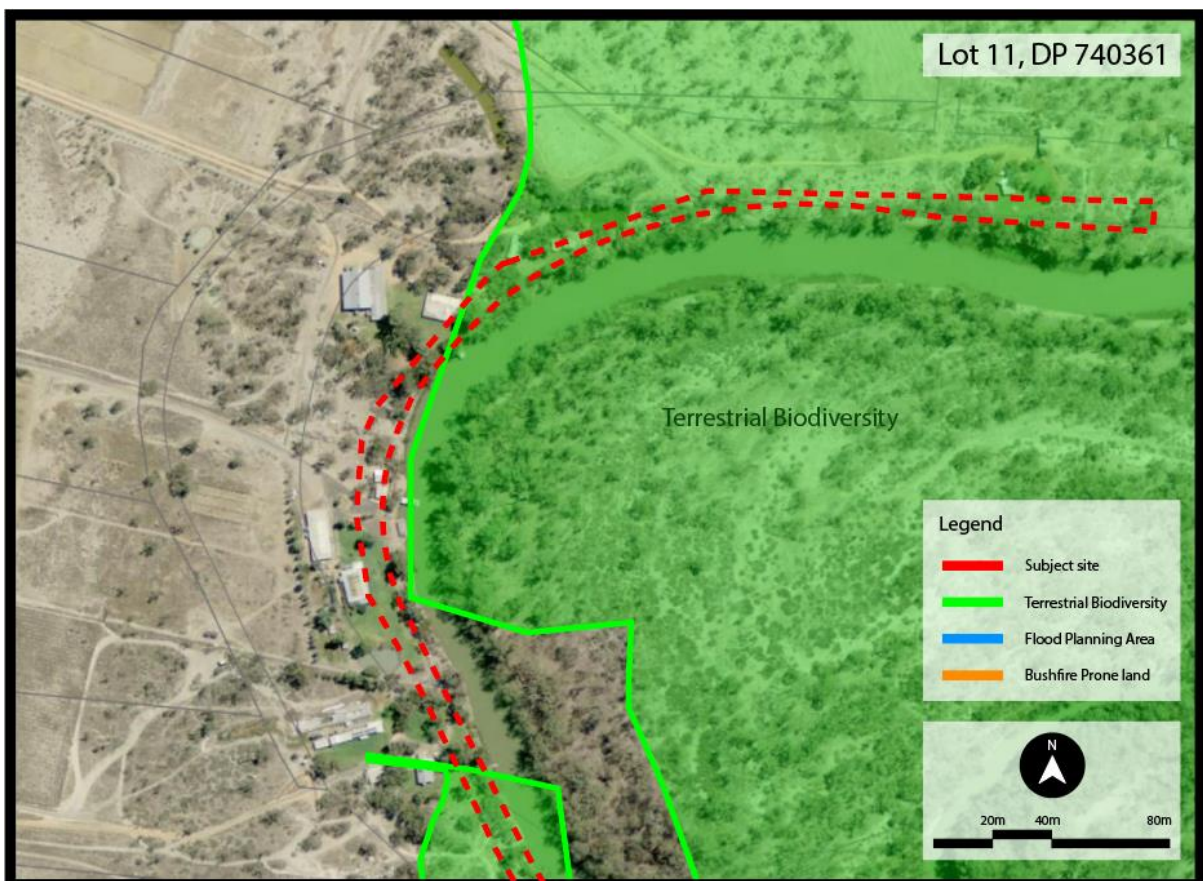 Lot 11, DP 740361
Terrestrial Biodiversity
Legend
Subject site
Terrestrial Biodiversity
Flood Planning Area
Bushfire Prone land
N
20m 40m 80m